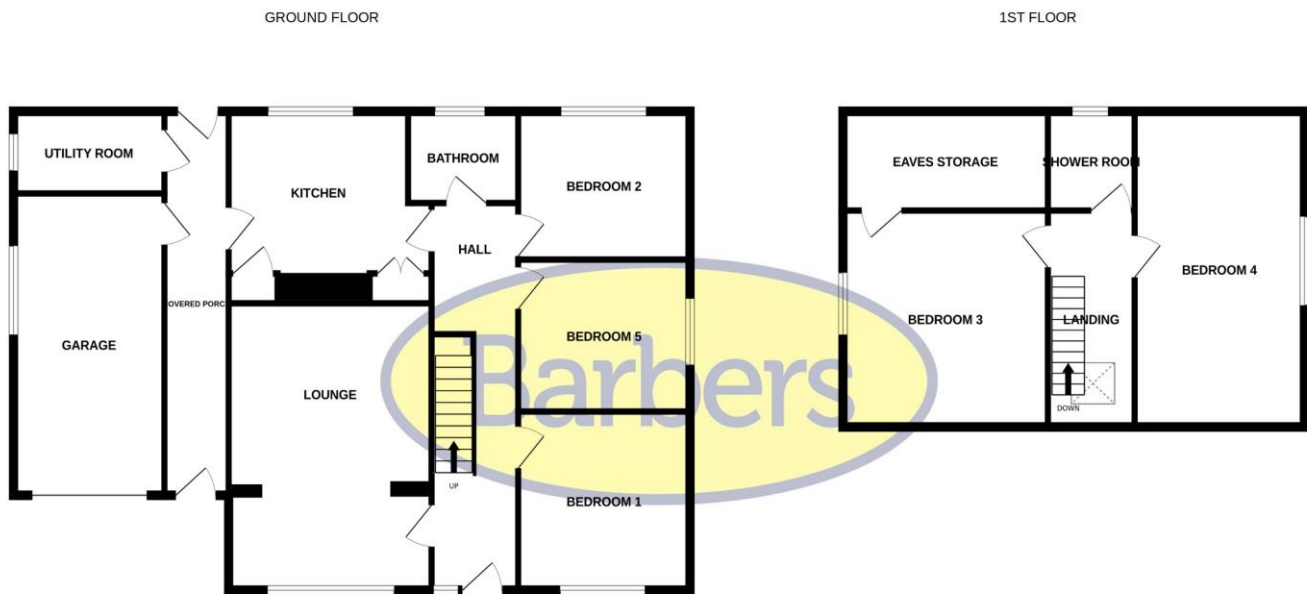 GROUND FLOOR
1ST FLOOR
UTILITY ROOM
KITCHEN
BATHROOM
BEDROOM 2
HALL
OVERED PORC
GARAGE
LOUNGE
BEDROOM 5
Barbers
UP
BEDROOM 1
EAVES STORAGE
SHOWER ROOM
BEDROOM 4
BEDROOM 3
LANDING
DOWN